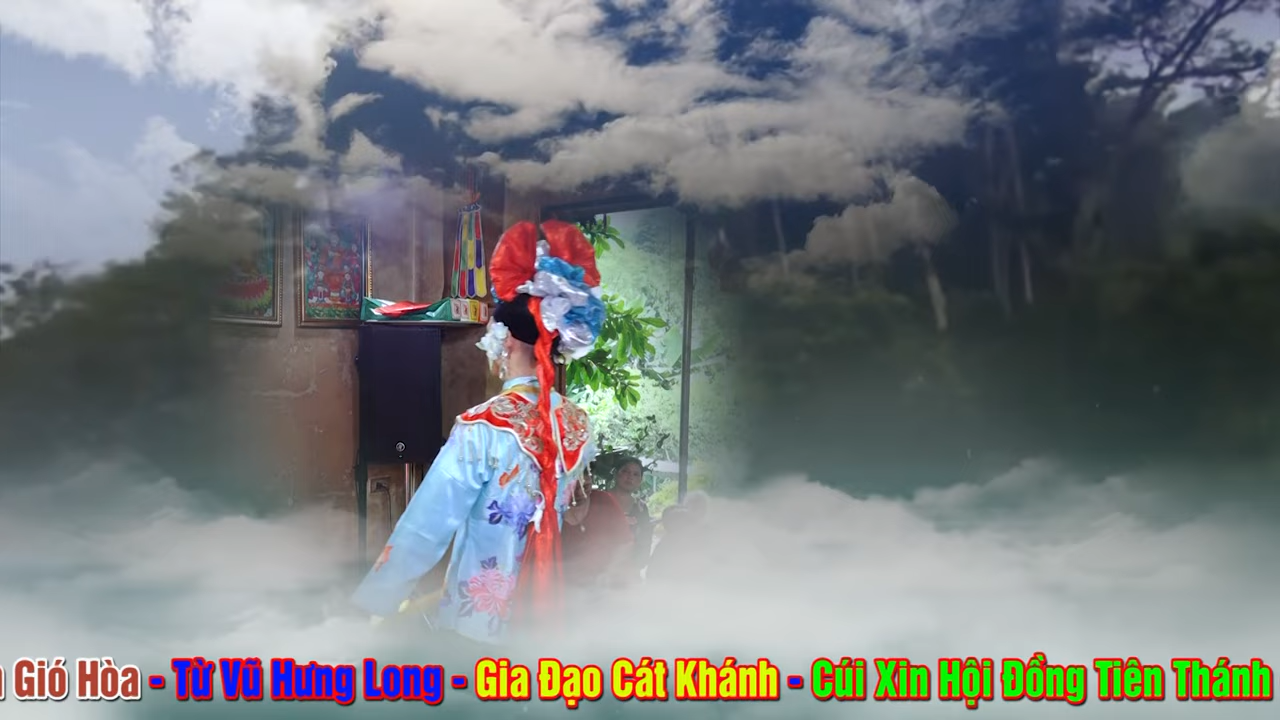 Gió Hòa - Từ Vũ Hưng Long - Gia Đạo Cát Khánh - Cúi Xin Hội Đồng Tiên Thánh